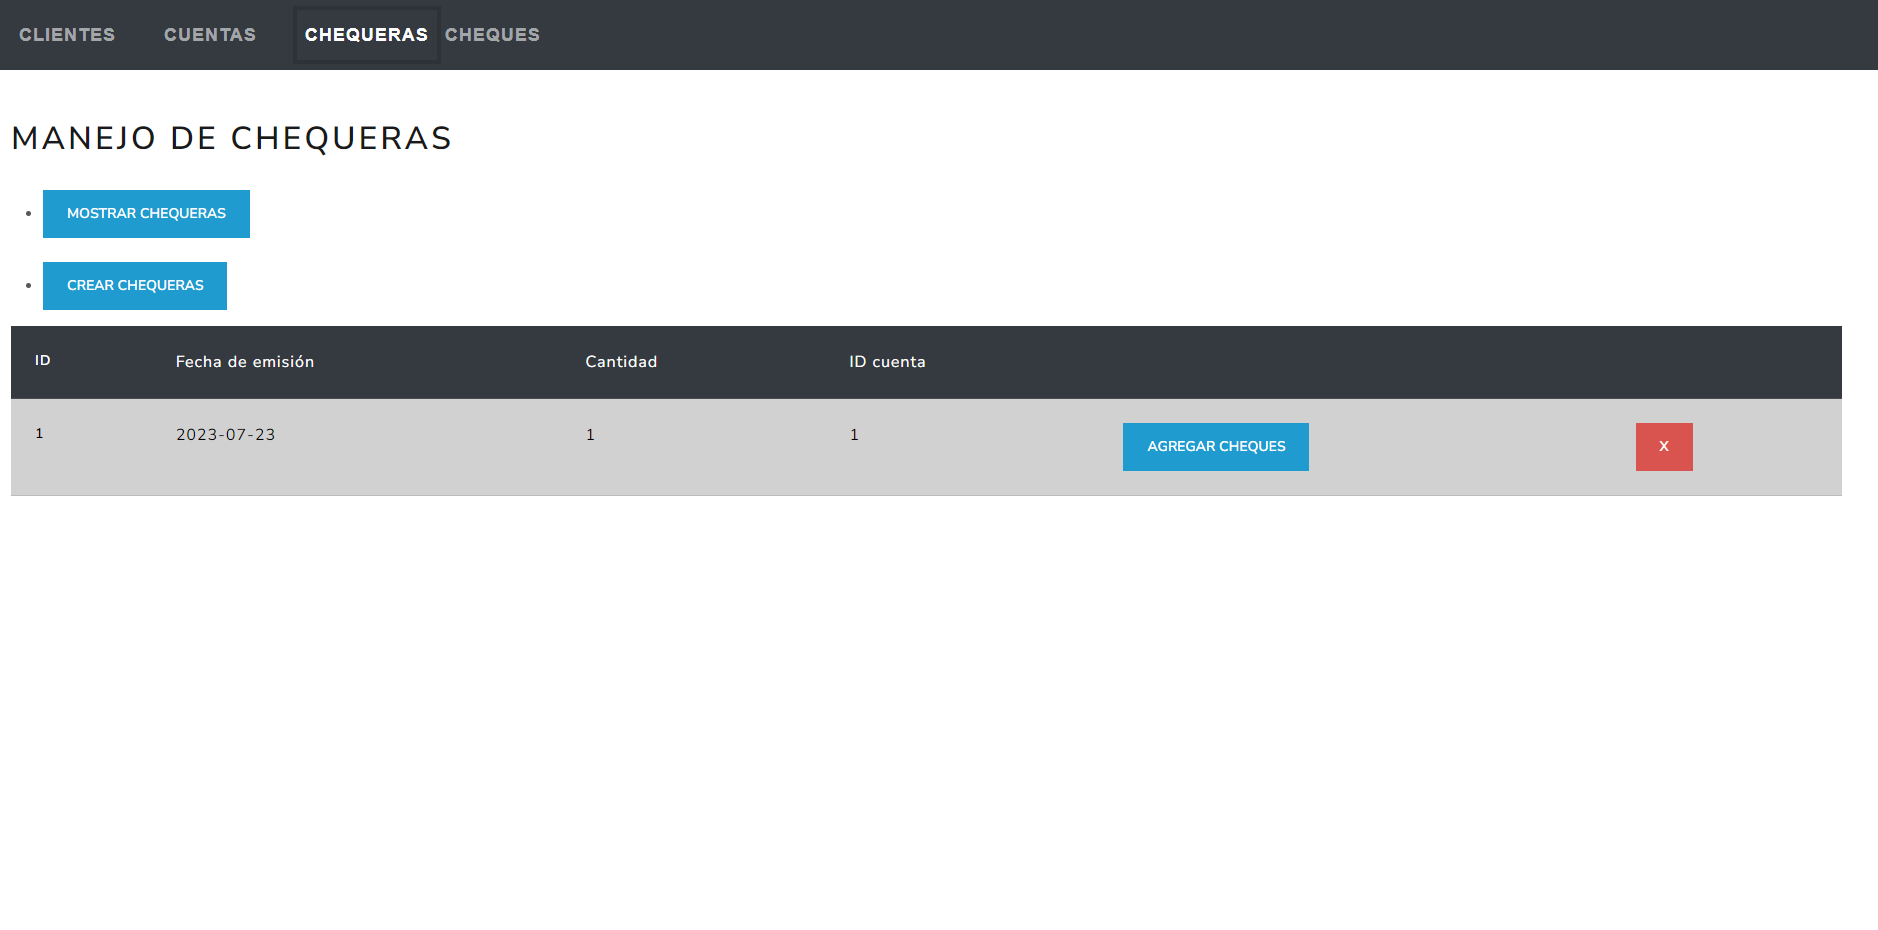 CLIENTES CUENTAS CHEQUERAS CHEQUES
MANEJO DE CHEQUERAS
MOSTRAR CHEQUERAS
CREAR CHEQUERAS
ID Fecha de emisión Cantidad ID cuenta
1 2023-07-23 1 1 AGREGAR CHEQUES X